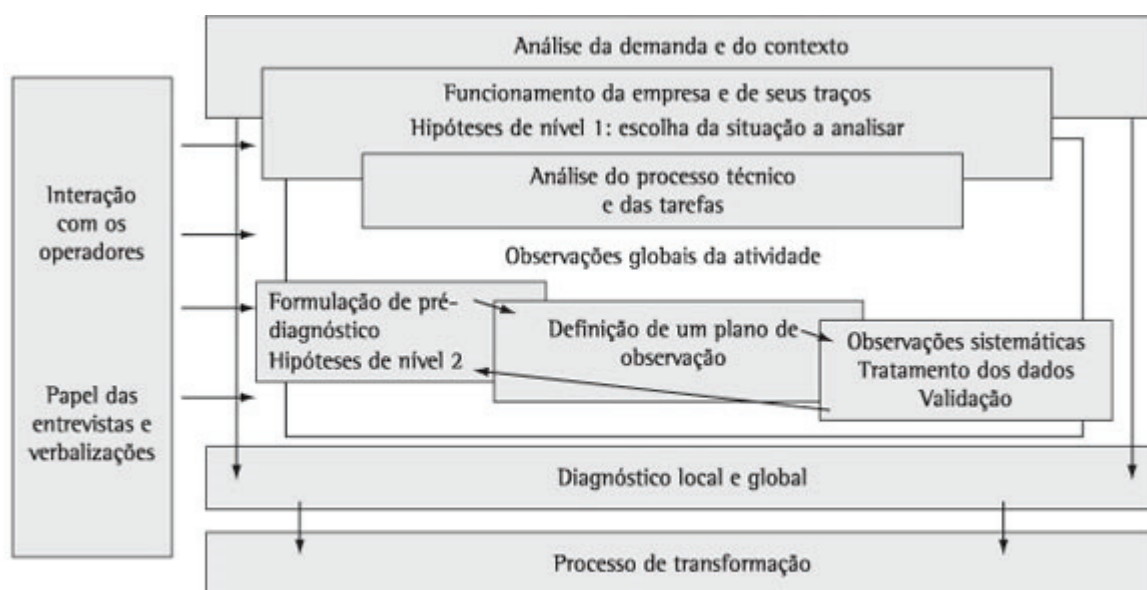 Análise da demanda e do contexto
Funcionamento da empresa e de seus traços
Hipóteses de nível 1: escolha da situação a analisar
Análise do processo técnico
e das tarefas
Interação
com os
operadores
Observações globais da atividade
Formulação de pré-
diagnóstico
Hipóteses de nível 2
Definição de um plano de
observação
Observações sistemáticas
Tratamento dos dados
Validação
Papel das
entrevistas e
verbalizações
Diagnóstico local e global
Processo de transformação